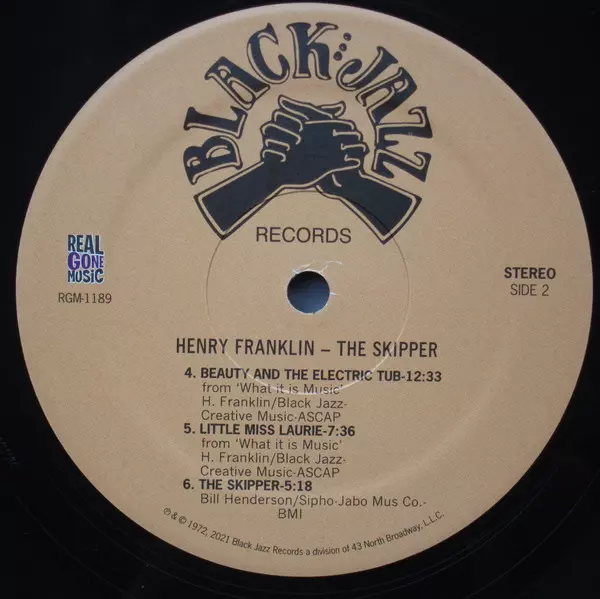 BLACK JAZZ
RECORDS
REAL
GONE
MUSIC
RGM-1189
STEREO
SIDE 2
HENRY FRANKLIN – THE SKIPPER
4. BEAUTY AND THE ELECTRIC TUB-12:33
from 'What it is Music'
H. Franklin/Black Jazz-
Creative Music-ASCAP
5. LITTLE MISS LAURIE-7:36
from 'What it is Music'
H. Franklin/Black Jazz-
Creative Music-ASCAP
6. THE SKIPPER-5:18
Bill Henderson/Sipho-Jabo Mus Co.-
BMI
℗ & © 1972, 2021 Black Jazz Records a division of 43 North Broadway, L.L.C.